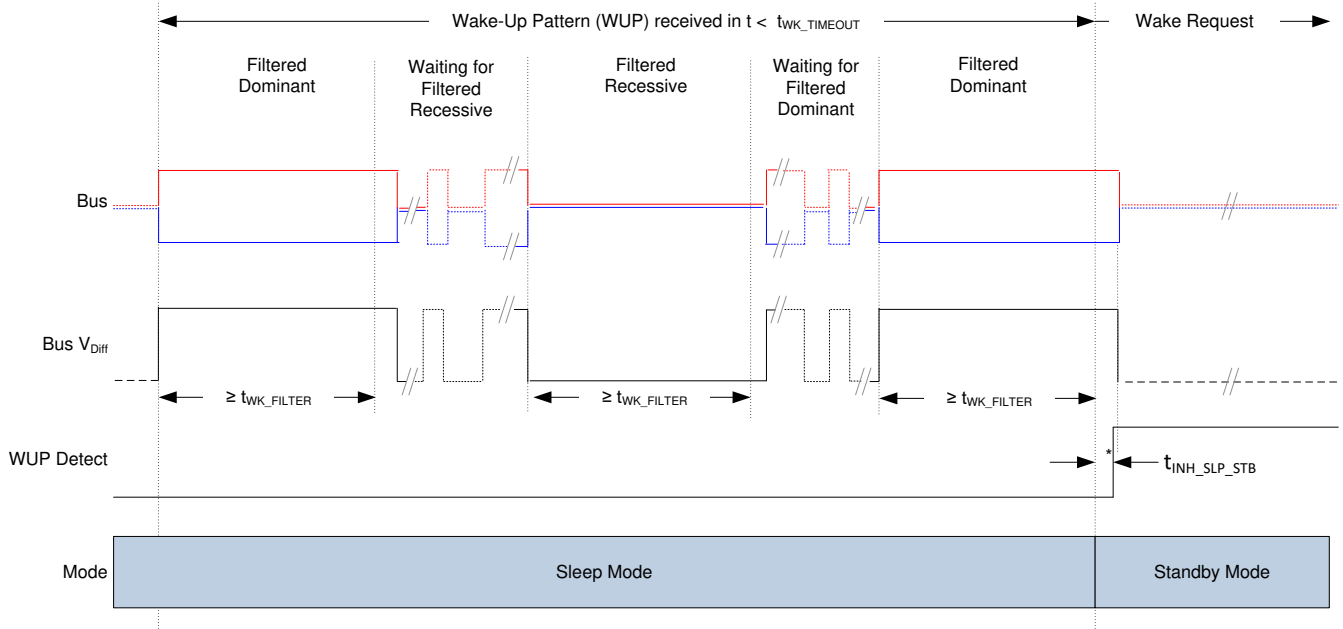 Wake-Up Pattern (WUP) received in t < tWK_TIMEOUT
Wake Request
Filtered
Dominant
Waiting for
Filtered
Recessive
Filtered
Recessive
Waiting for
Filtered
Dominant
Filtered
Dominant
Bus
Bus VDiff
≥ tWK_FILTER
≥ tWK_FILTER
≥ tWK_FILTER
WUP Detect
*
tINH_SLP_STB
Mode
Sleep Mode
Standby Mode